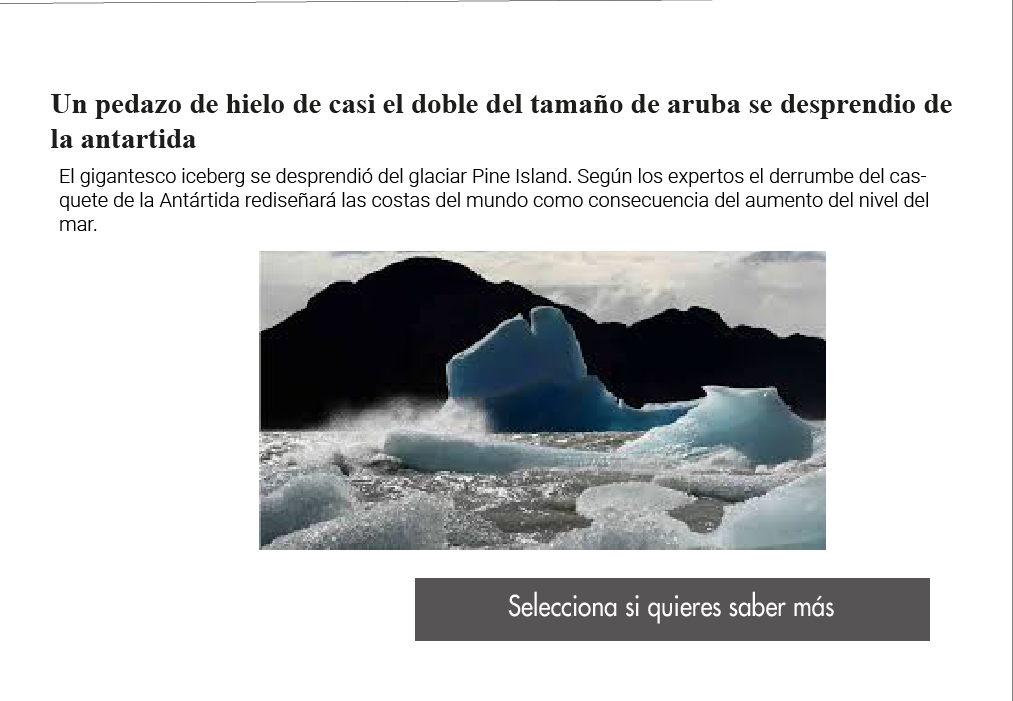 Un pedazo de hielo de casi el doble del tamaño de aruba se desprendio de
la antartida
El gigantesco iceberg se desprendió del glaciar Pine Island. Según los expertos el derrumbe del cas-
quete de la Antártida rediseñará las costas del mundo como consecuencia del aumento del nivel del
mar.
Selecciona si quieres saber más